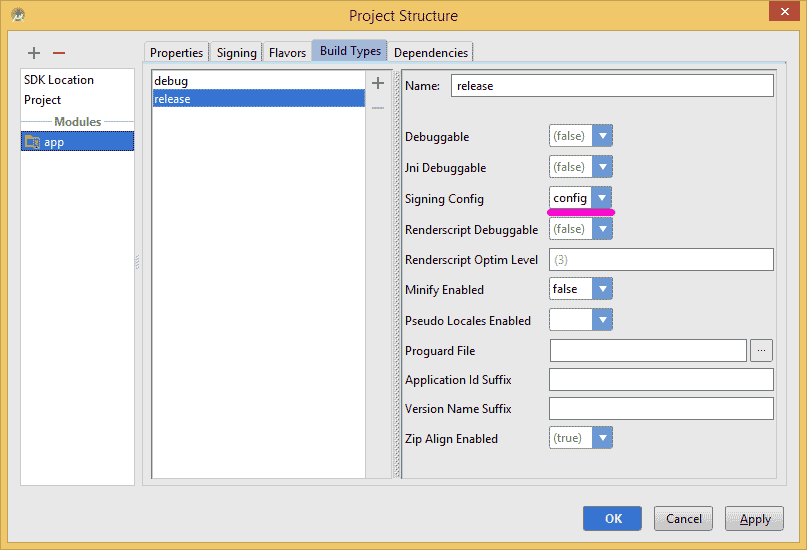 Project Structure
Properties Signing Flavors Build Types Dependencies
SDK Location
Project
Modules
app
debug
release
Name: release
Debuggable (false)
Jni Debuggable (false)
Signing Config config
Renderscript Debuggable (false)
Renderscript Optim Level (3)
Minify Enabled false
Pseudo Locales Enabled
Proguard File ...
Application Id Suffix
Version Name Suffix
Zip Align Enabled (true)
OK Cancel Apply